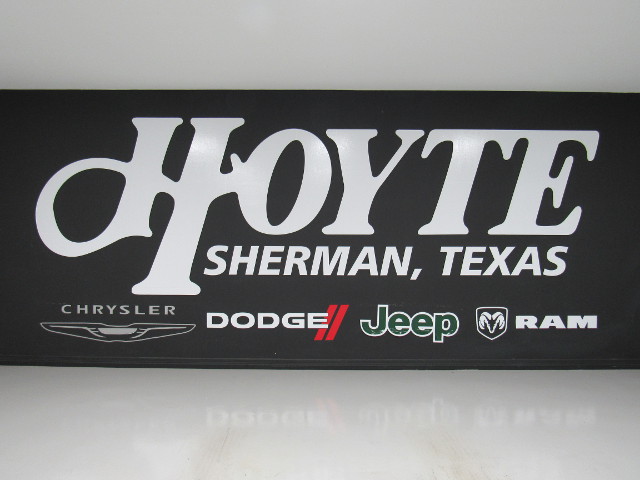 HOYTE
SHERMAN, TEXAS
CHRYSLER DODGE Jeep RAM